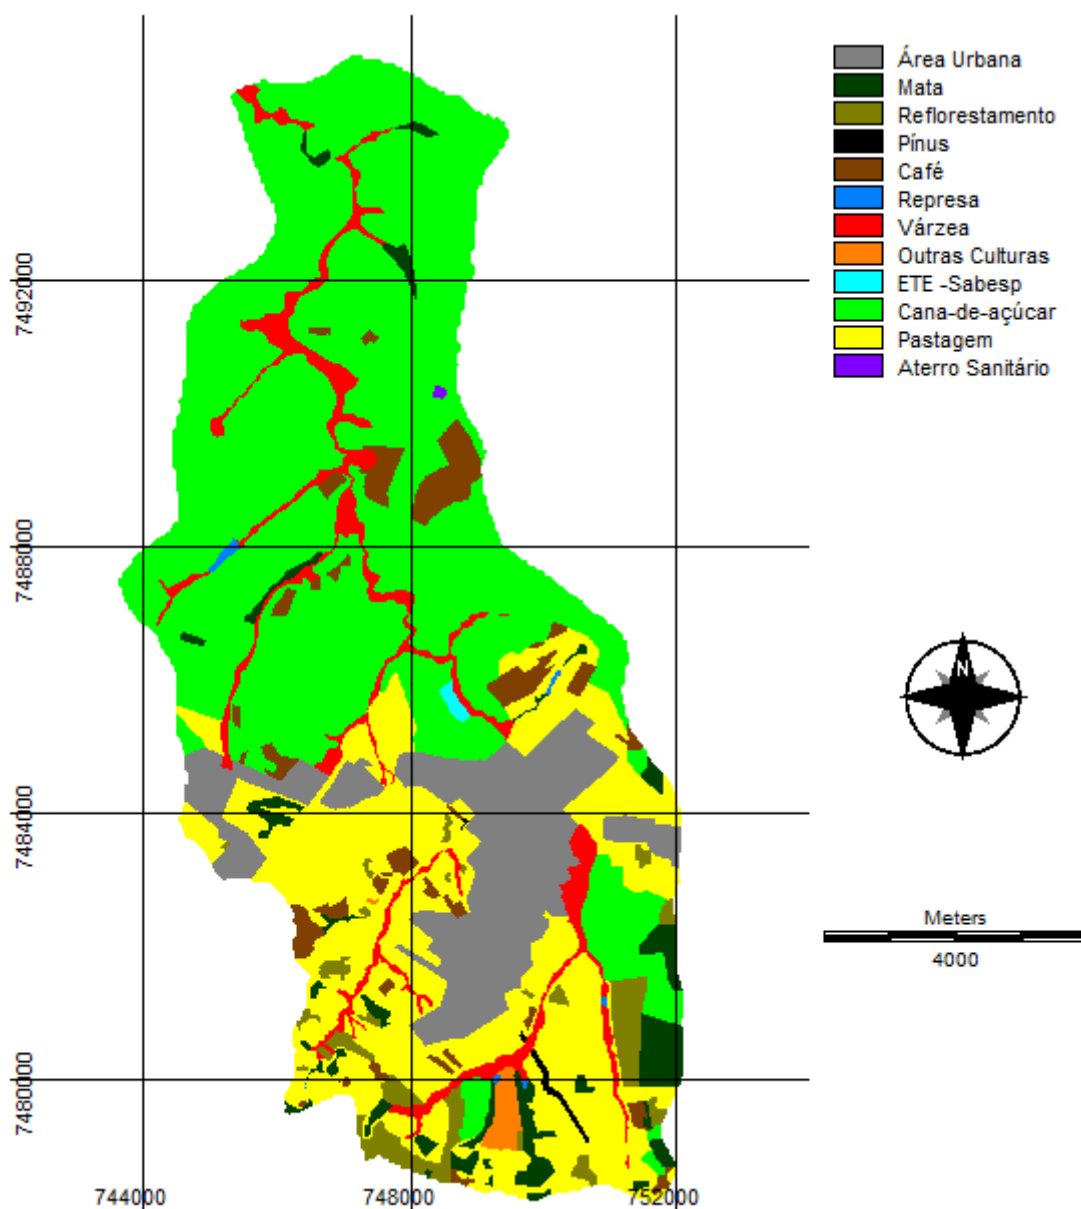 Área Urbana
Mata
Reflorestamento
Pínus
Café
Represa
Várzea
Outras Culturas
ETE -Sabesp
Cana-de-açúcar
Pastagem
Aterro Sanitário
7492000
7488000
7484000
7480000
N
Meters
4000
744000
748000
752000